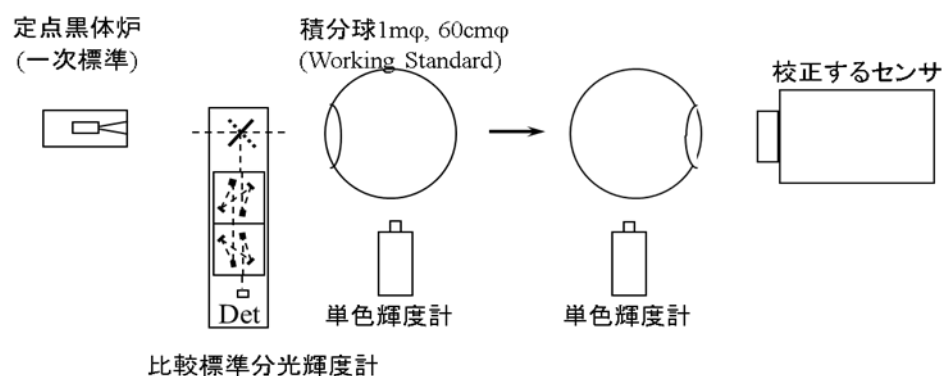 定点黒体炉
(一次標準)
積分球1mφ, 60cmφ
(Working Standard)
校正するセンサ
Det
単色輝度計
単色輝度計
比較標準分光輝度計